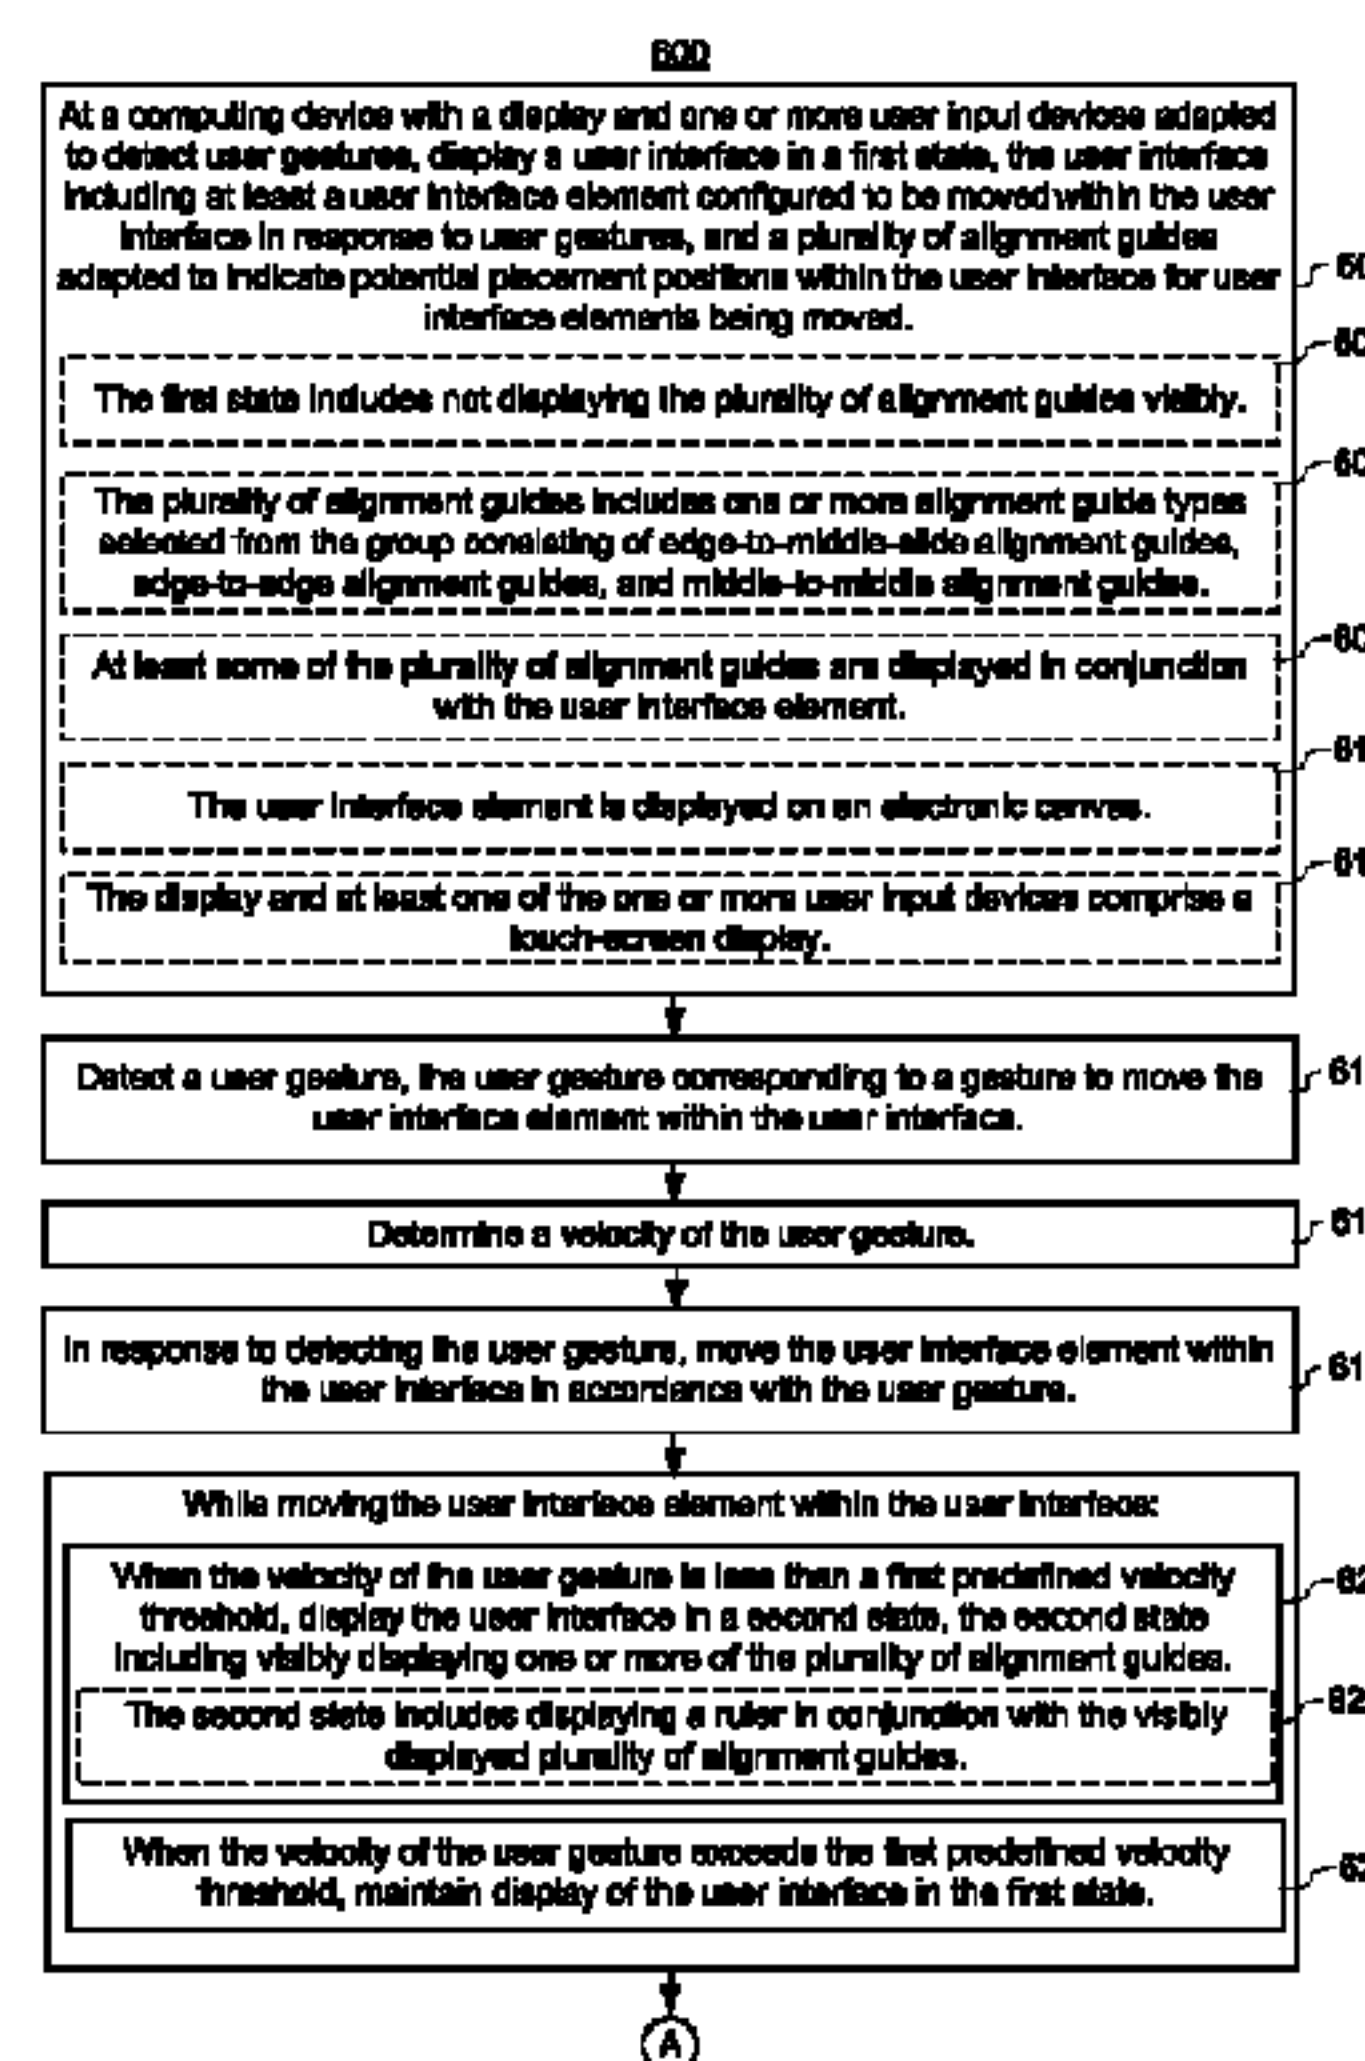 600
At a computing device with a display and one or more user input devices adapted
to detect user gestures, display a user interface in a first state, the user interface
including at least a user interface element configured to be moved within the user
interface in response to user gestures, and a plurality of alignment guides
adapted to indicate potential placement positions within the user interface for user
interface elements being moved.
60
60
The first state includes not displaying the plurality of alignment guides visibly.
60
The plurality of alignment guides includes one or more alignment guide types
selected from the group consisting of edge-to-middle-slide alignment guides,
edge-to-edge alignment guides, and middle-to-middle alignment guides.
60
At least some of the plurality of alignment guides are displayed in conjunction
with the user interface element.
61
The user interface element is displayed on an electronic canvas.
61
The display and at least one of the one or more user input devices comprise a
touch-screen display.
Detect a user gesture, the user gesture corresponding to a gesture to move the
user interface element within the user interface.
61
Determine a velocity of the user gesture.
61
In response to detecting the user gesture, move the user interface element within
the user interface in accordance with the user gesture.
61
While moving the user interface element within the user interface:
When the velocity of the user gesture is less than a first predefined velocity
threshold, display the user interface in a second state, the second state
including visibly displaying one or more of the plurality of alignment guides.
62
The second state includes displaying a ruler in conjunction with the visibly
displayed plurality of alignment guides.
62
When the velocity of the user gesture exceeds the first predefined velocity
threshold, maintain display of the user interface in the first state.
A